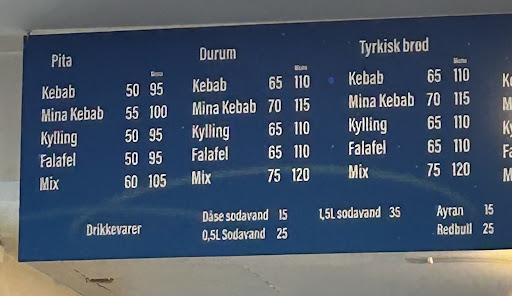 Pita
Menu
Kebab 50 95
Mina Kebab 55 100
Kylling 50 95
Falafel 50 95
Mix 60 105
Durum
Menu
Kebab 65 110
Mina Kebab 70 115
Kylling 65 110
Falafel 65 110
Mix 75 120
Tyrkisk brød
Menu
Kebab 65 110
Mina Kebab 70 115
Kylling 65 110
Falafel 65 110
Mix 75 120
Drikkevarer
Dåse sodavand 15
0,5L Sodavand 25
1,5L sodavand 35
Ayran 15
Redbull 25